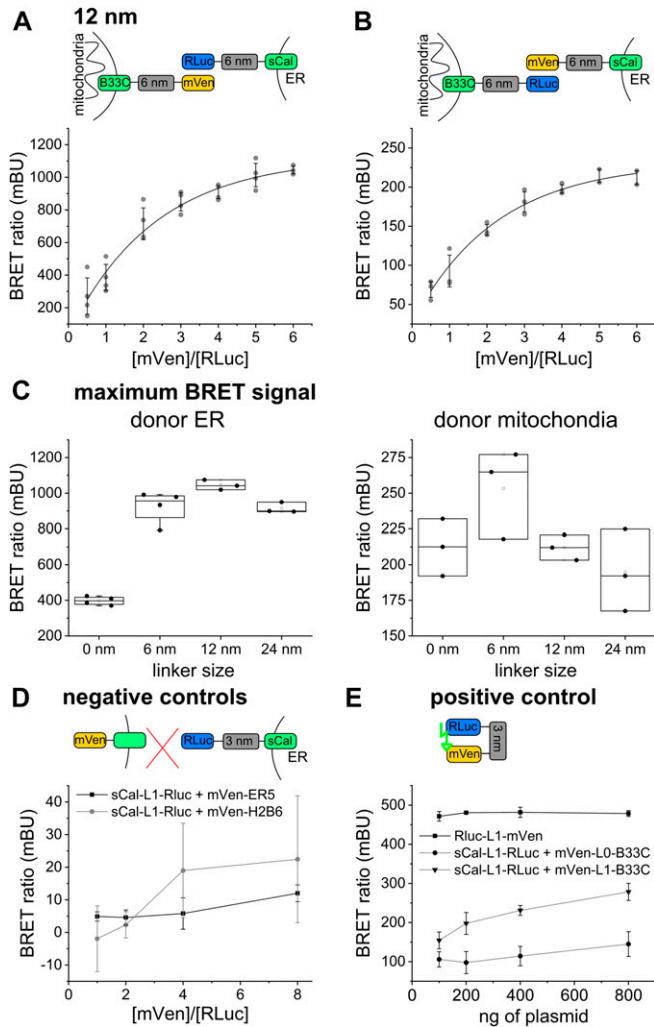 A 12 nm
mitochondria
RLuc 6 nm sCal
ER
B33C 6 nm mVen
BRET ratio (mBU)
1200
1000
800
600
400
200
1 2 3 4 5 6
[mVen]/[RLuc]
B
mitochondria
mVen 6 nm sCal
ER
B33C 6 nm RLuc
BRET ratio (mBU)
250
200
150
100
50
1 2 3 4 5 6
[mVen]/[RLuc]
C maximum BRET signal
donor ER
BRET ratio (mBU)
1200
1000
800
600
400
200
0 nm 6 nm 12 nm 24 nm
linker size
donor mitochondia
BRET ratio (mBU)
275
250
225
200
175
150
0 nm 6 nm 12 nm 24 nm
linker size
D negative controls
mVen RLuc 3 nm sCal
ER
BRET ratio (mBU)
sCal-L1-Rluc + mVen-ER5
sCal-L1-Rluc + mVen-H2B6
40
30
20
10
0
-10
0 2 4 6 8
[mVen]/[RLuc]
E positive control
RLuc
3 nm
mVen
BRET ratio (mBU)
500
400
300
200
100
Rluc-L1-mVen
sCal-L1-RLuc + mVen-L0-B33C
sCal-L1-RLuc + mVen-L1-B33C
200 400 600 800
ng of plasmid